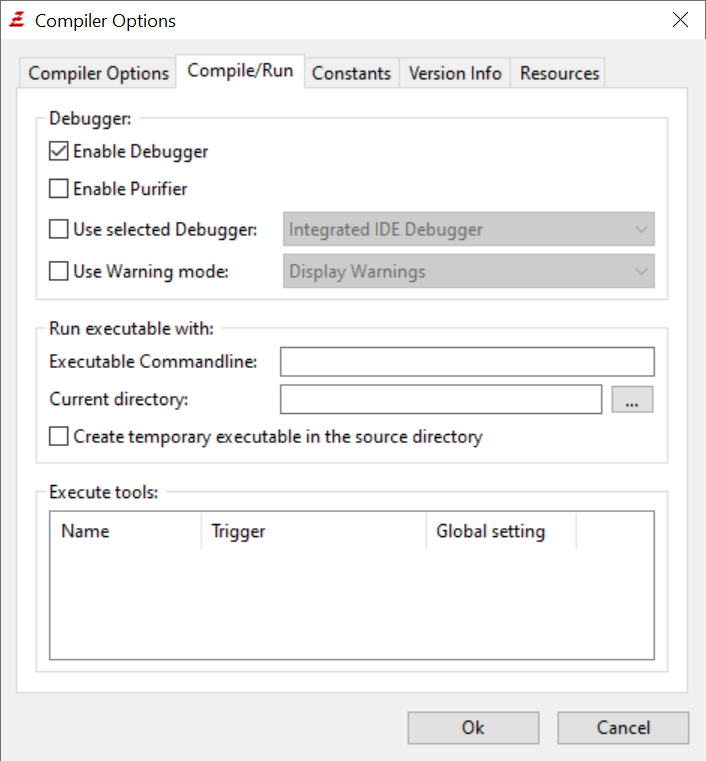 Compiler Options
Compiler Options Compile/Run Constants Version Info Resources
Debugger:
Enable Debugger
Enable Purifier
Use selected Debugger: Integrated IDE Debugger
Use Warning mode: Display Warnings
Run executable with:
Executable Commandline:
Current directory: ...
Create temporary executable in the source directory
Execute tools:
Name Trigger Global setting
Ok Cancel